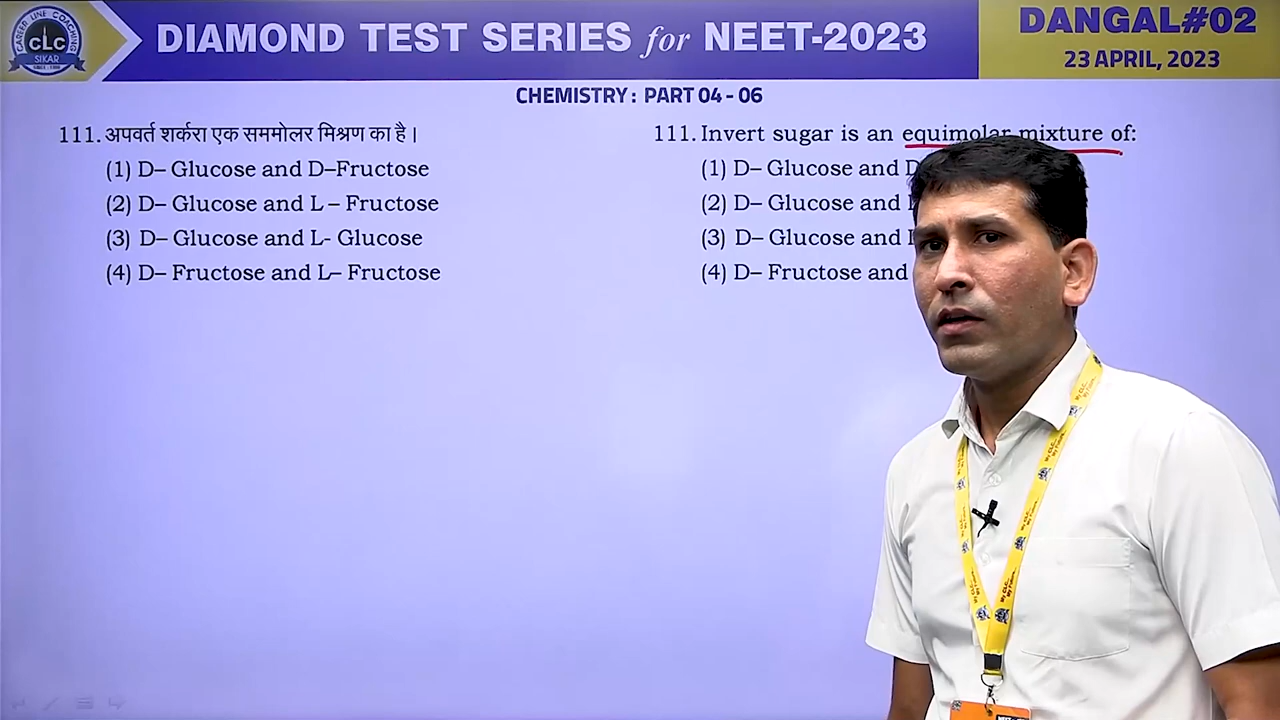 CAREER LINE COACHING
CLC
SIKAR
DIAMOND TEST SERIES for NEET-2023
DANGAL#02
23 APRIL, 2023
CHEMISTRY : PART 04 - 06
111. अपवर्त शर्करा एक सममोलर मिश्रण का है।
(1) D– Glucose and D–Fructose
(2) D– Glucose and L – Fructose
(3) D– Glucose and L- Glucose
(4) D– Fructose and L– Fructose
111. Invert sugar is an equimolar mixture of:
(1) D– Glucose and
(2) D– Glucose and
(3) D– Glucose and
(4) D– Fructose and